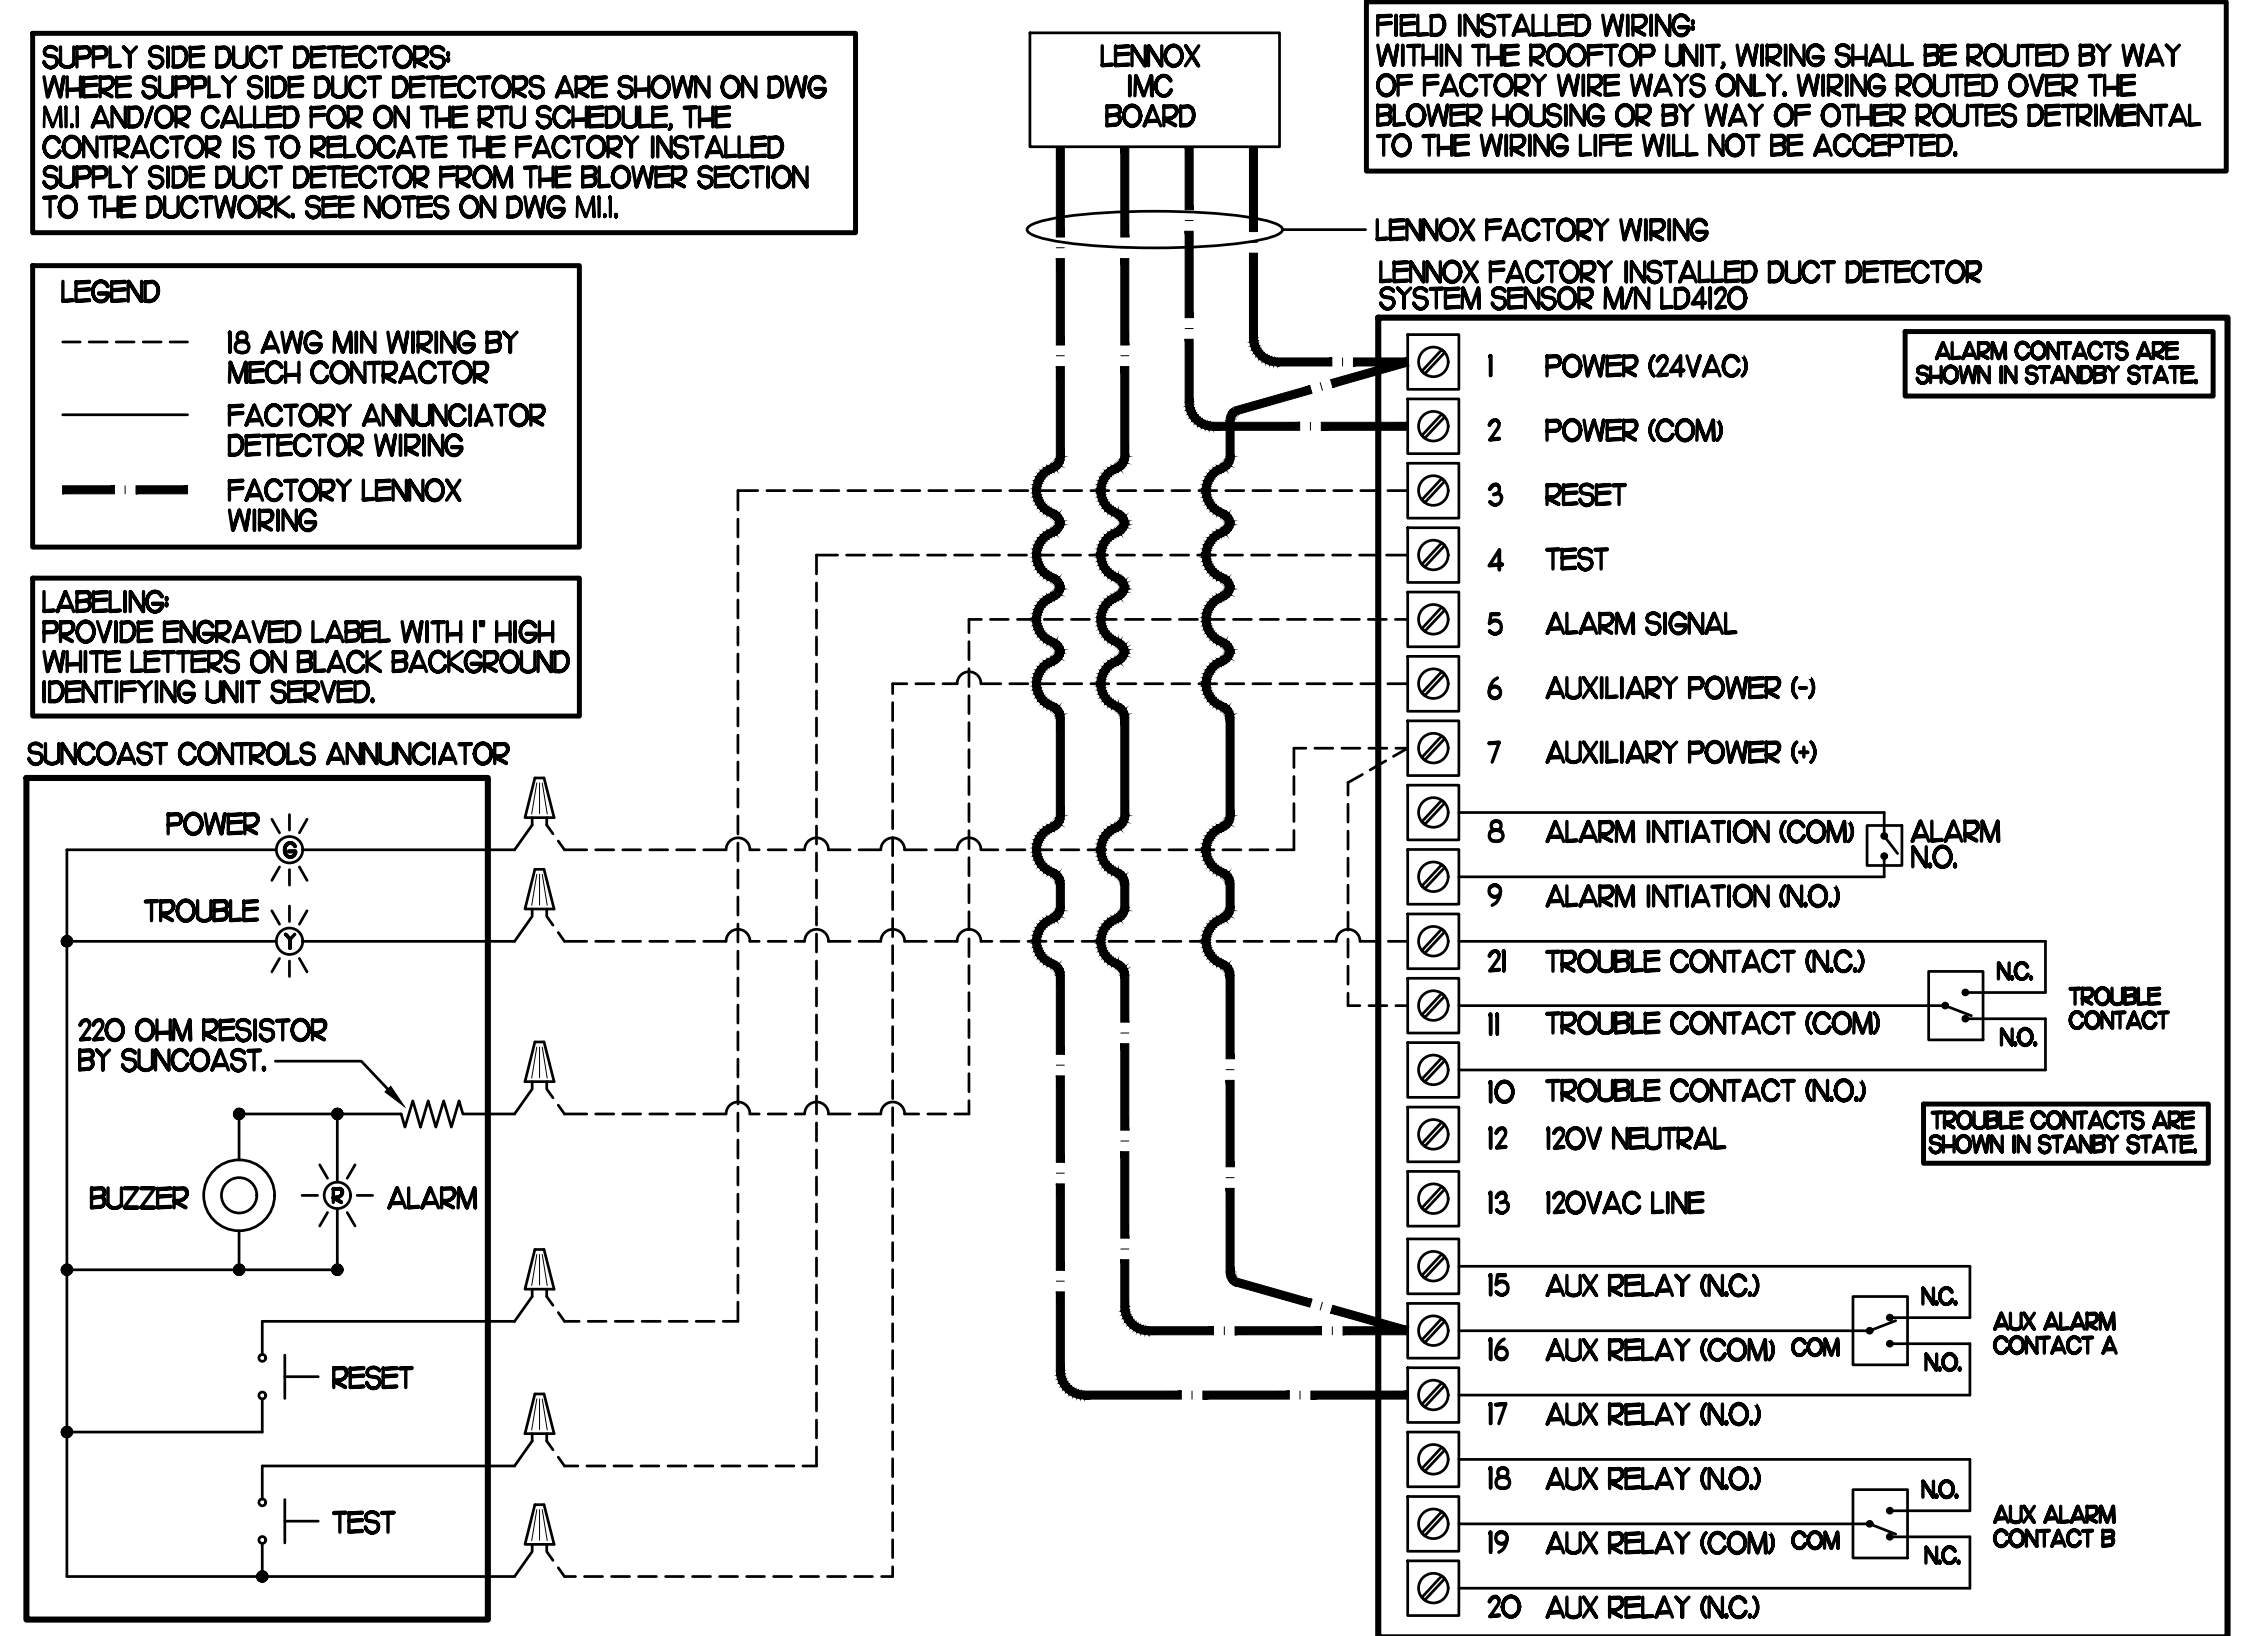 SUPPLY SIDE DUCT DETECTORS:
WHERE SUPPLY SIDE DUCT DETECTORS ARE SHOWN ON DWG
M1.1 AND/OR CALLED FOR ON THE RTU SCHEDULE, THE
CONTRACTOR IS TO RELOCATE THE FACTORY INSTALLED
SUPPLY SIDE DUCT DETECTOR FROM THE BLOWER SECTION
TO THE DUCTWORK. SEE NOTES ON DWG M1.1.
LENNOX
IMC
BOARD
FIELD INSTALLED WIRING:
WITHIN THE ROOFTOP UNIT, WIRING SHALL BE ROUTED BY WAY
OF FACTORY WIRE WAYS ONLY. WIRING ROUTED OVER THE
BLOWER HOUSING OR BY WAY OF OTHER ROUTES DETRIMENTAL
TO THE WIRING LIFE WILL NOT BE ACCEPTED.
LENNOX FACTORY WIRING
LEGEND
18 AWG MIN WIRING BY
MECH CONTRACTOR
FACTORY ANNUNCIATOR
DETECTOR WIRING
FACTORY LENNOX
WIRING
LABELING:
PROVIDE ENGRAVED LABEL WITH 1" HIGH
WHITE LETTERS ON BLACK BACKGROUND
IDENTIFYING UNIT SERVED.
SUNCOAST CONTROLS ANNUNCIATOR
POWER
G
TROUBLE
Y
220 OHM RESISTOR
BY SUNCOAST.
BUZZER
R
ALARM
RESET
TEST
LENNOX FACTORY INSTALLED DUCT DETECTOR
SYSTEM SENSOR M/N LD4120
ALARM CONTACTS ARE
SHOWN IN STANDBY STATE.
1 POWER (24VAC)
2 POWER (COM)
3 RESET
4 TEST
5 ALARM SIGNAL
6 AUXILIARY POWER (-)
7 AUXILIARY POWER (+)
8 ALARM INTIATION (COM)
ALARM
N.O.
9 ALARM INTIATION (N.O.)
21 TROUBLE CONTACT (N.C.)
N.C.
TROUBLE
CONTACT
11 TROUBLE CONTACT (COM)
N.O.
10 TROUBLE CONTACT (N.O.)
TROUBLE CONTACTS ARE
SHOWN IN STANBY STATE.
12 120V NEUTRAL
13 120VAC LINE
15 AUX RELAY (N.C.)
N.C.
AUX ALARM
CONTACT A
16 AUX RELAY (COM) COM
N.O.
17 AUX RELAY (N.O.)
18 AUX RELAY (N.O.)
N.O.
AUX ALARM
CONTACT B
19 AUX RELAY (COM) COM
N.C.
20 AUX RELAY (N.C.)